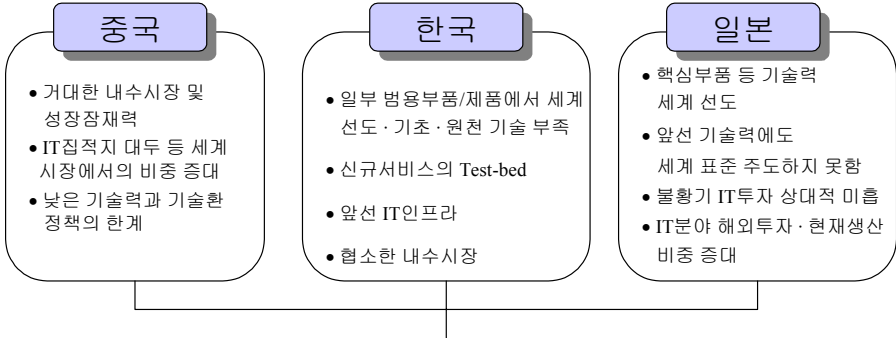 중국
• 거대한 내수시장 및
성장잠재력
• IT집적지 대두 등 세계
시장에서의 비중 증대
• 낮은 기술력과 기술환
정책의 한계
한국
• 일부 범용부품/제품에서 세계
선도 · 기초 · 원천 기술 부족
• 신규서비스의 Test-bed
• 앞선 IT인프라
• 협소한 내수시장
일본
• 핵심부품 등 기술력
세계 선도
• 앞선 기술력에도
세계 표준 주도하지 못함
• 불황기 IT투자 상대적 미흡
• IT분야 해외투자 · 현재생산
비중 증대